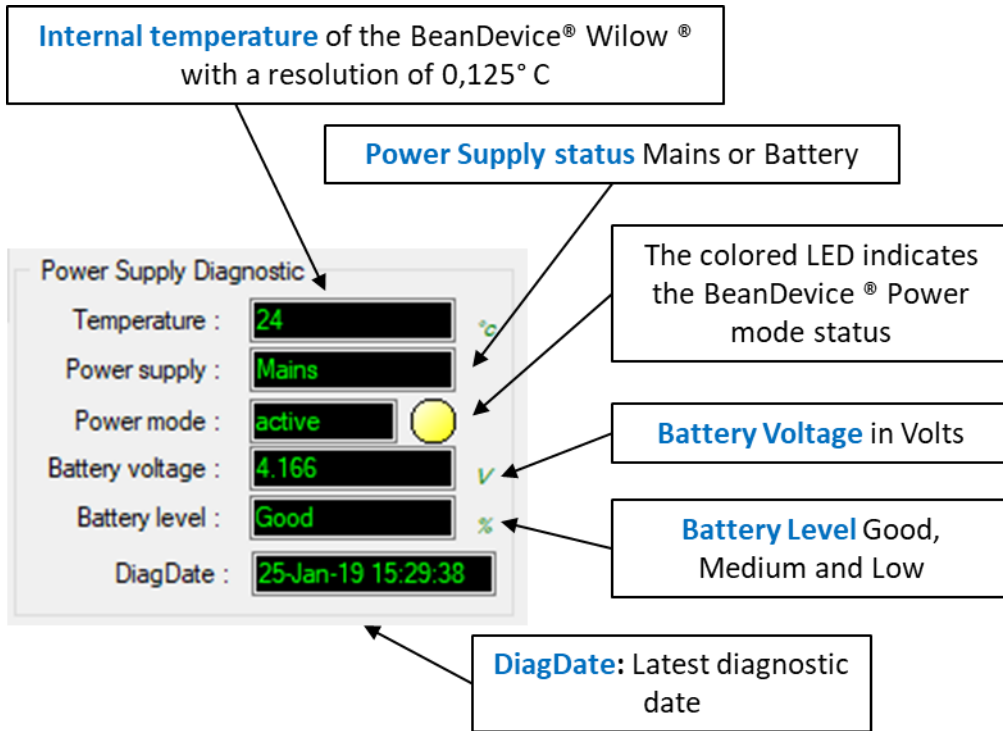 Internal temperature of the BeanDevice® Wilow ®
with a resolution of 0,125° C
Power Supply status Mains or Battery
The colored LED indicates
the BeanDevice ® Power
mode status
Power Supply Diagnostic
Temperature : 24 °C
Power supply : Mains
Power mode : active
Battery voltage : 4.166 V
Battery level : Good %
DiagDate : 25-Jan-19 15:29:38
Battery Voltage in Volts
Battery Level Good,
Medium and Low
DiagDate: Latest diagnostic
date